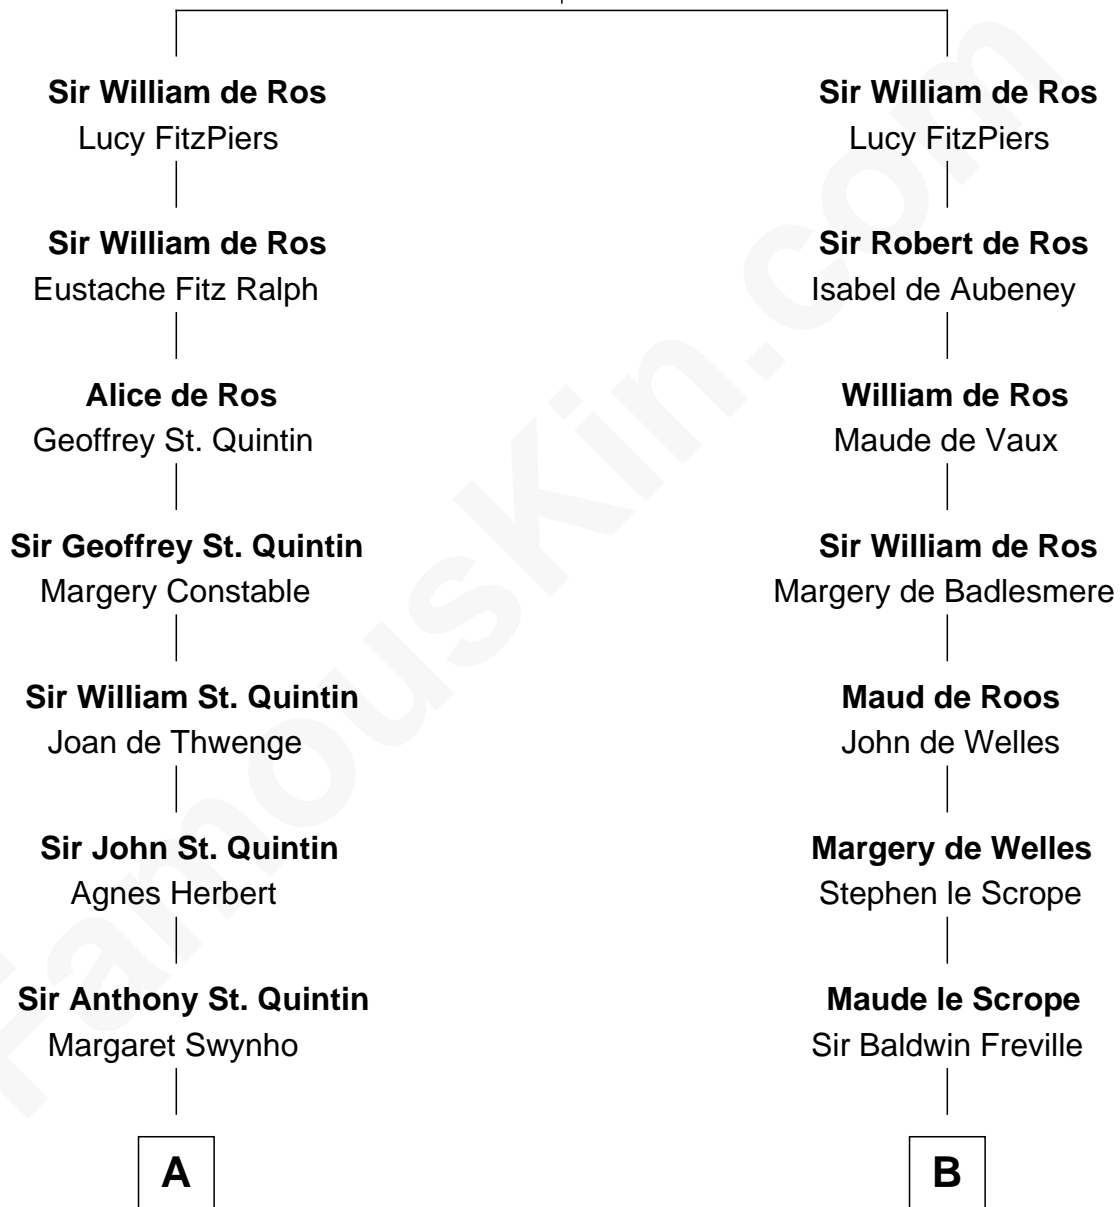 Sir William de Ros
Lucy FitzPiers
Sir William de Ros
Eustache Fitz Ralph
Alice de Ros
Geoffrey St. Quintin
Sir Geoffrey St. Quintin
Margery Constable
Sir William St. Quintin
Joan de Thwenge
Sir John St. Quintin
Agnes Herbert
Sir Anthony St. Quintin
Margaret Swynho
A
Sir William de Ros
Lucy FitzPiers
Sir Robert de Ros
Isabel de Aubeney
William de Ros
Maude de Vaux
Sir William de Ros
Margery de Badlesmere
Maud de Roos
John de Welles
Margery de Welles
Stephen le Scrope
Maude le Scrope
Sir Baldwin Freville
B
FamousKin.com